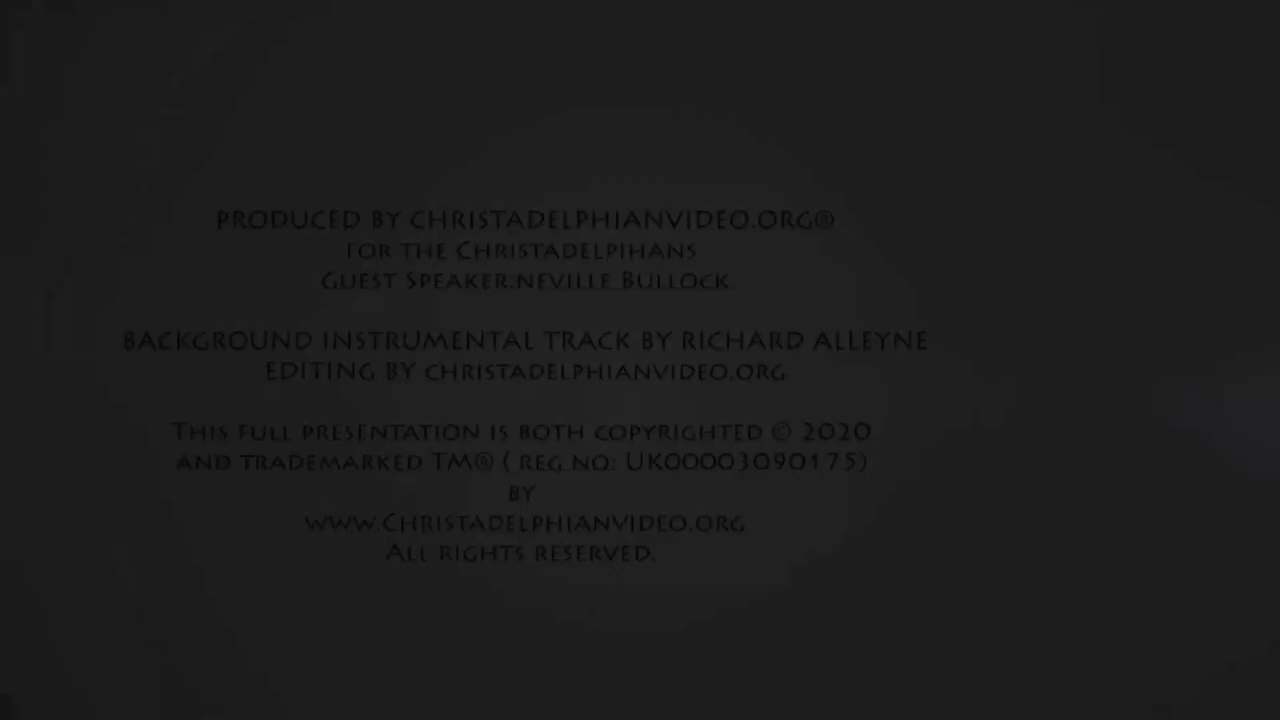 PRODUCED BY CHRISTADELPHIANVIDEO.ORG®
FOR THE CHRISTADELPIHANS
GUEST SPEAKER:NEVILLE BULLOCK
BACKGROUND INSTRUMENTAL TRACK BY RICHARD ALLEYNE
EDITING BY CHRISTADELPHIANVIDEO.ORG
THIS FULL PRESENTATION IS BOTH COPYRIGHTED © 2020
AND TRADEMARKED TM® ( REG NO: UK00003090175)
BY
WWW.CHRISTADELPHIANVIDEO.ORG
ALL RIGHTS RESERVED.